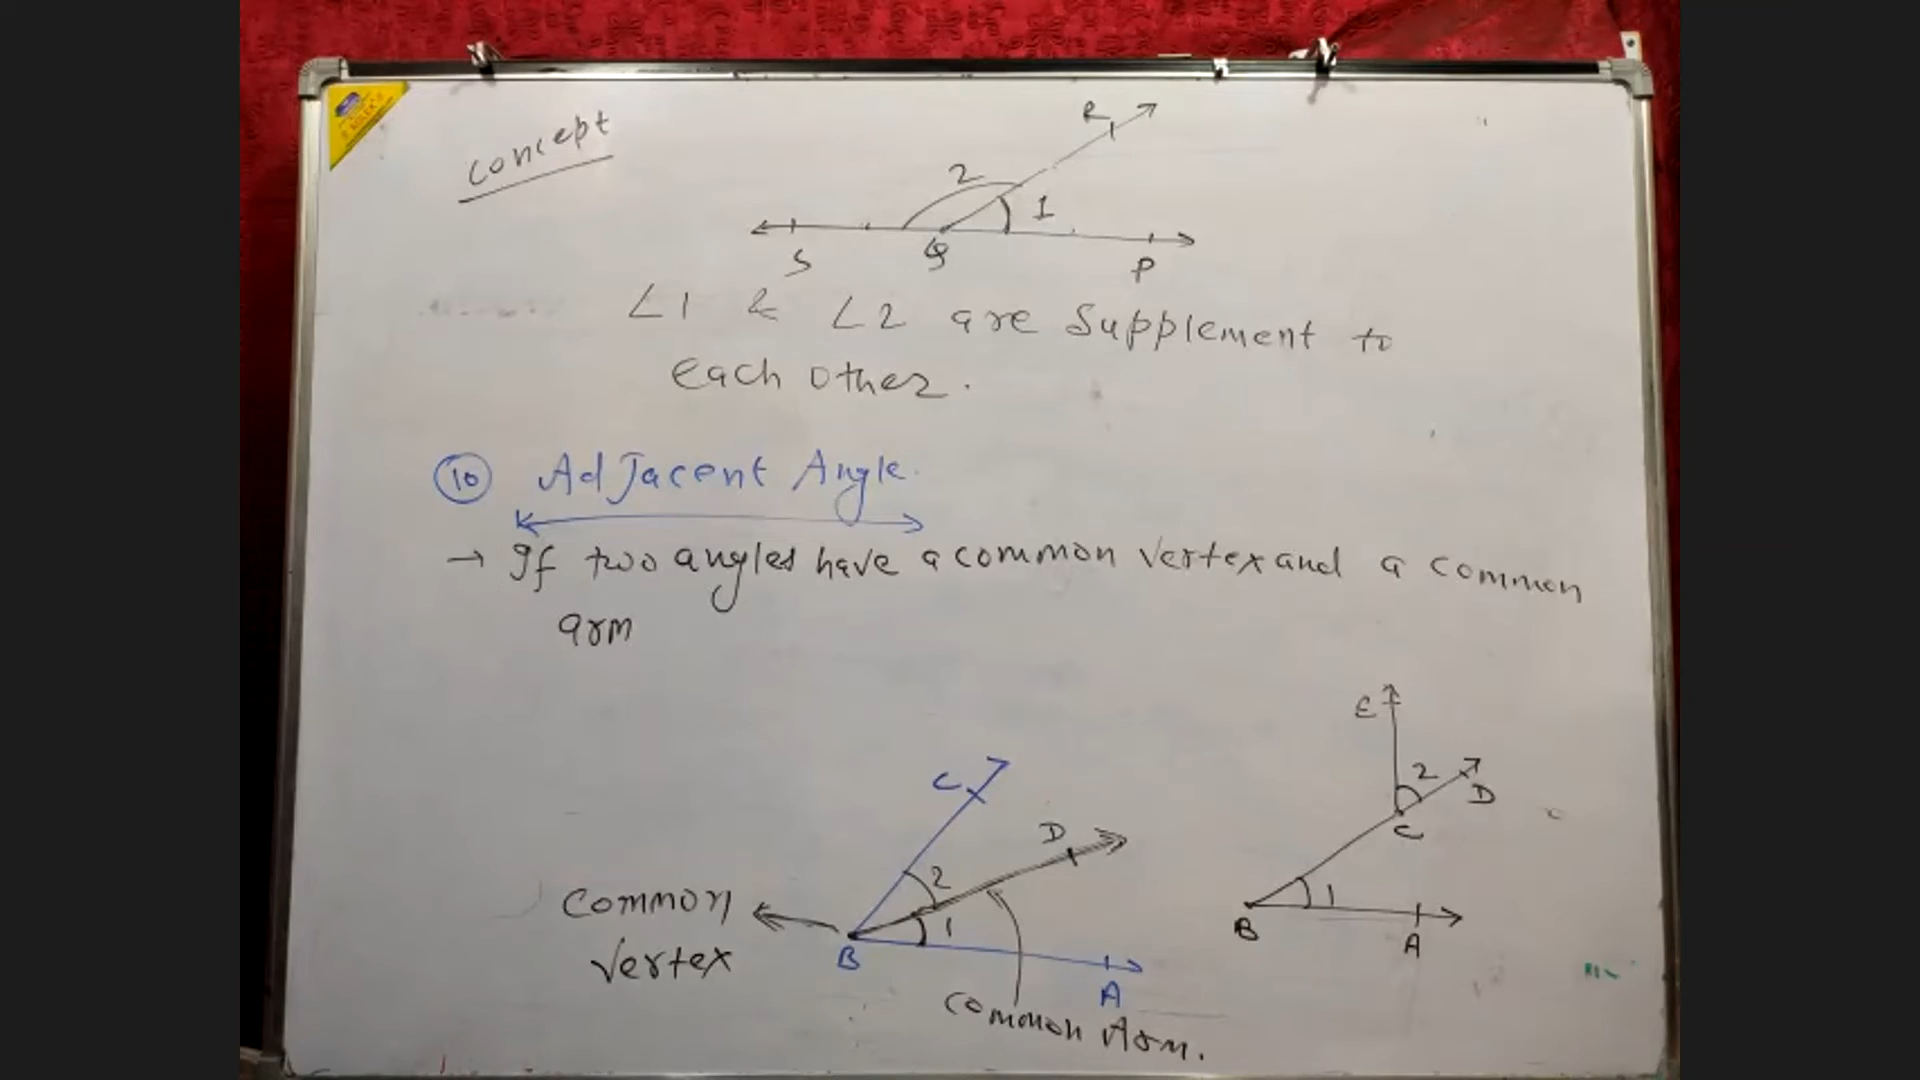 concept
R
2
1
S Q P
∠1 & ∠2 are Supplement to
each other.
10 AdJacent Angle.
→ If two angles have a common vertex and a common
arm
C
D
2
1
B
A
Common
Vertex
Common Arm.
E
2
D
C
1
B
A